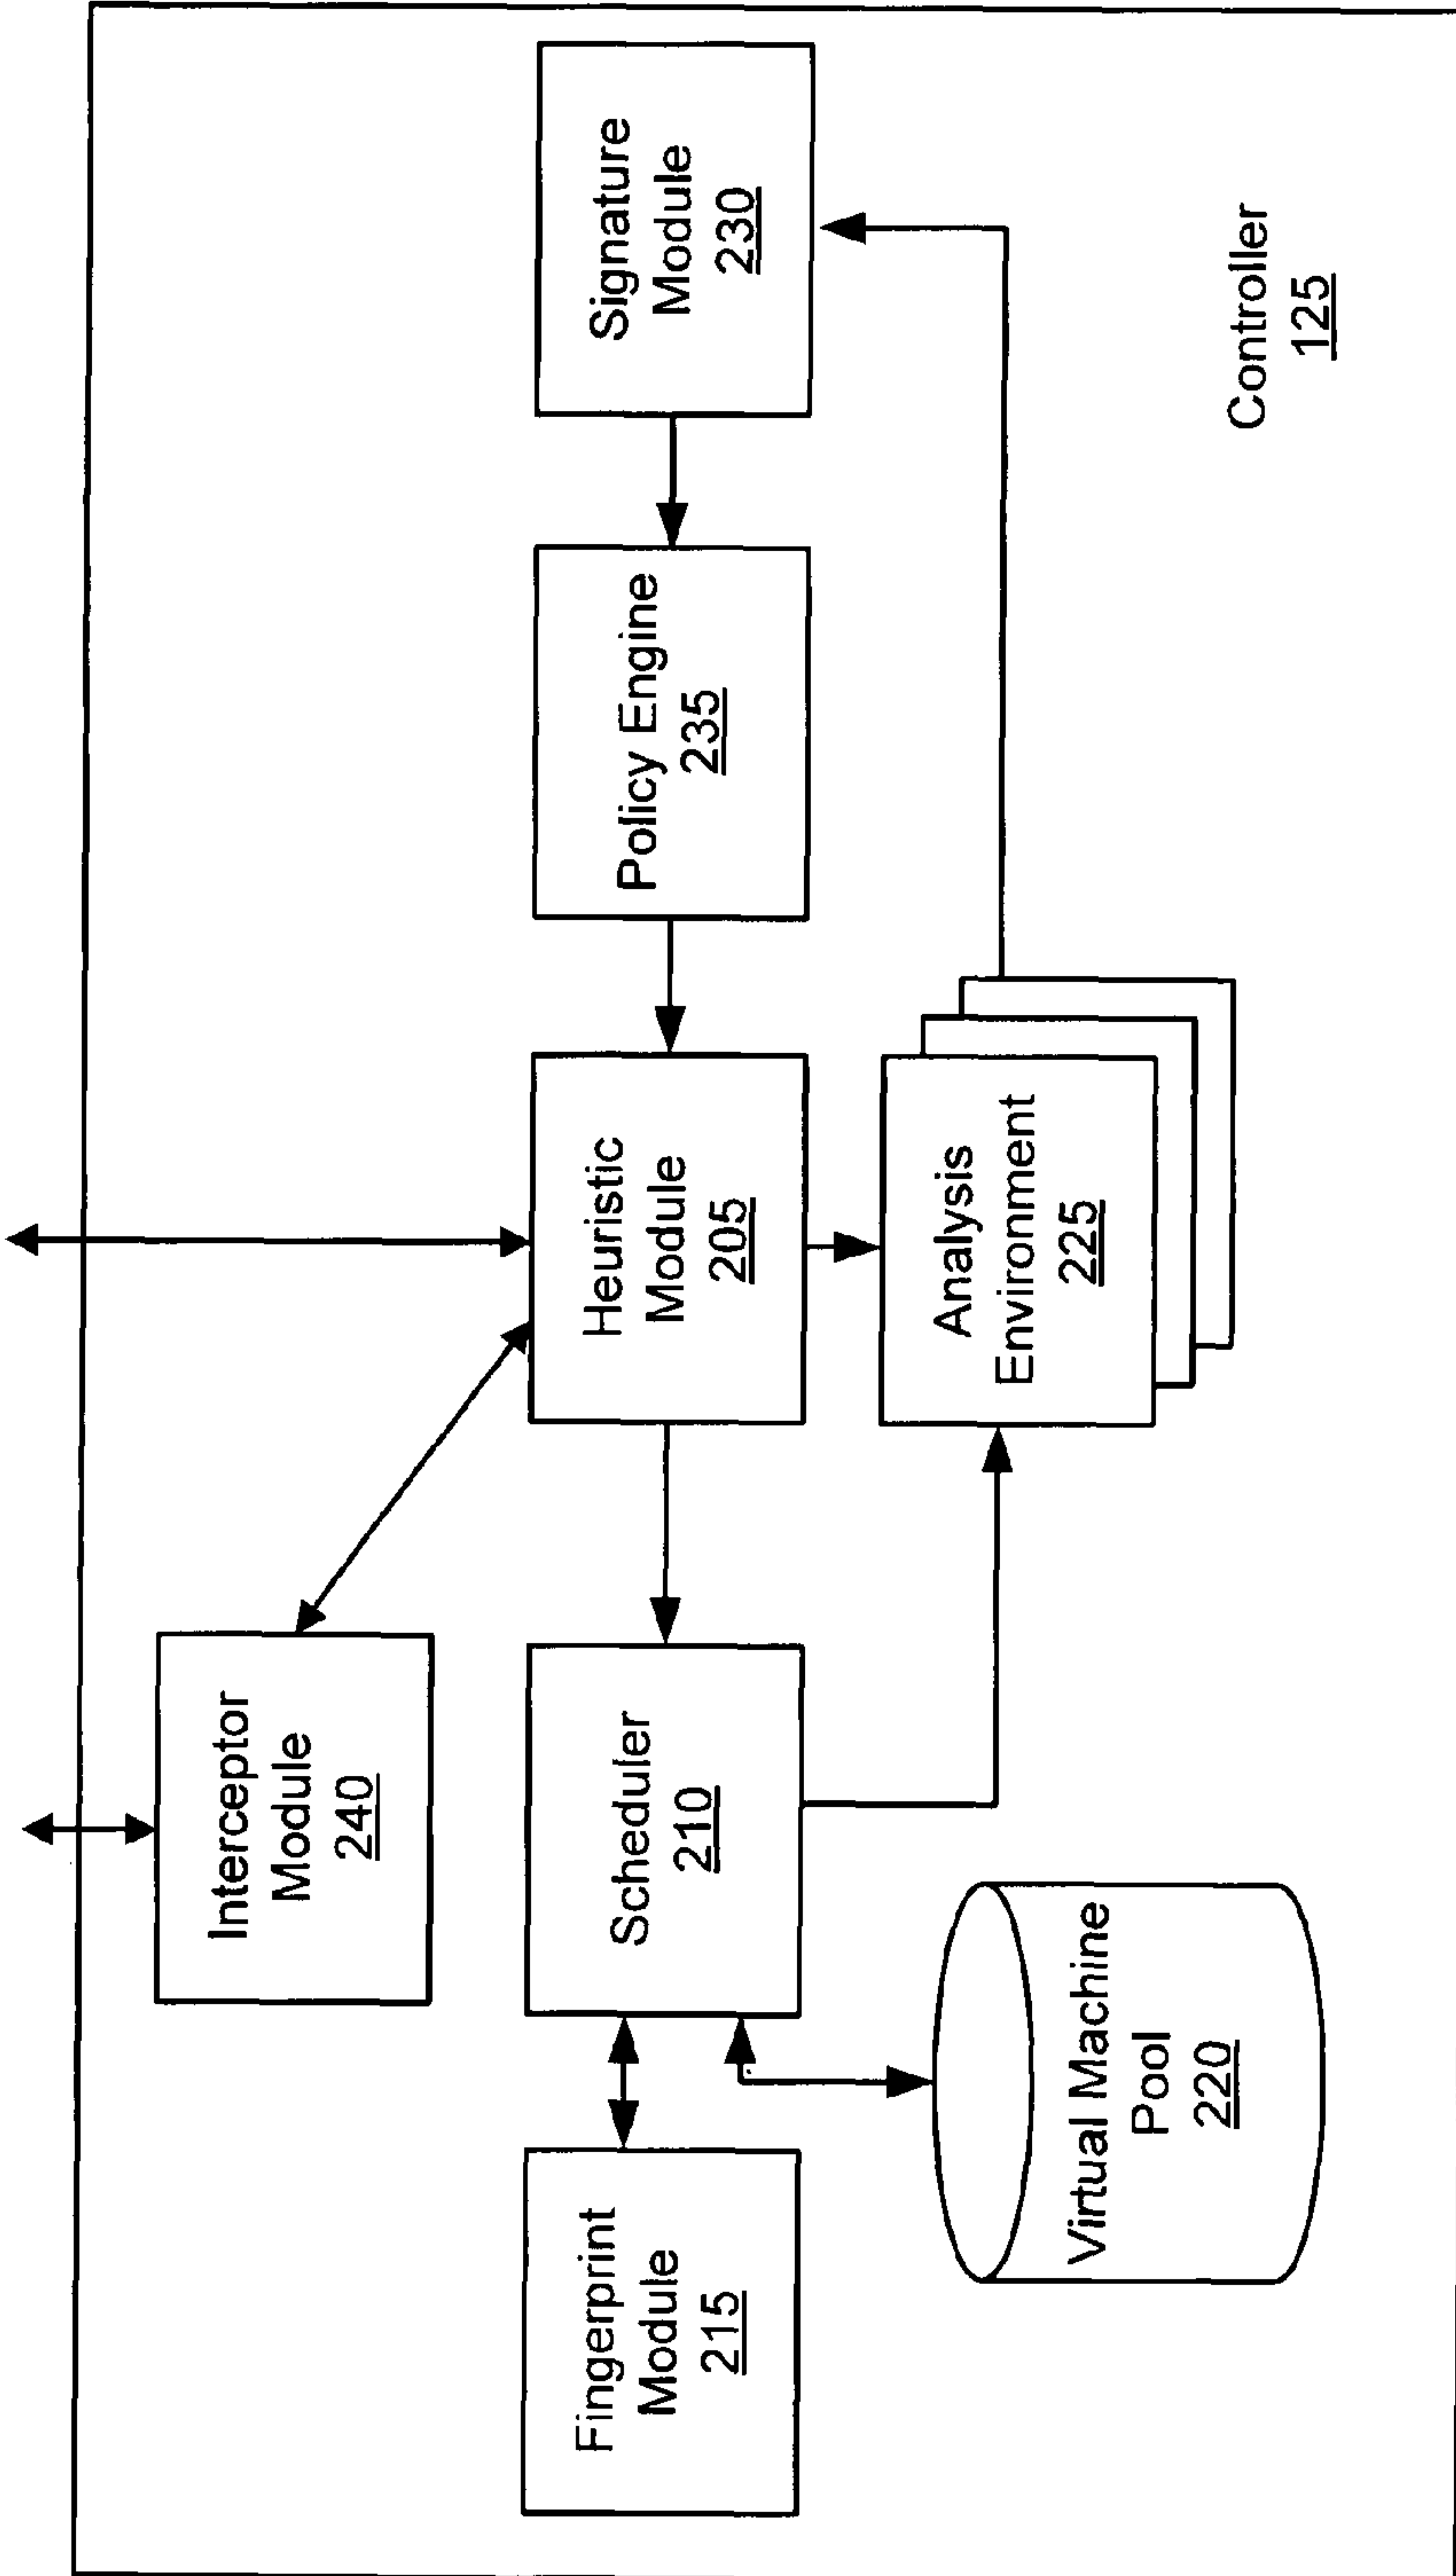 Interceptor
Module
240
Fingerprint
Module
215
Scheduler
210
Heuristic
Module
205
Policy Engine
235
Signature
Module
230
Virtual Machine
Pool
220
Analysis
Environment
225
Controller
125